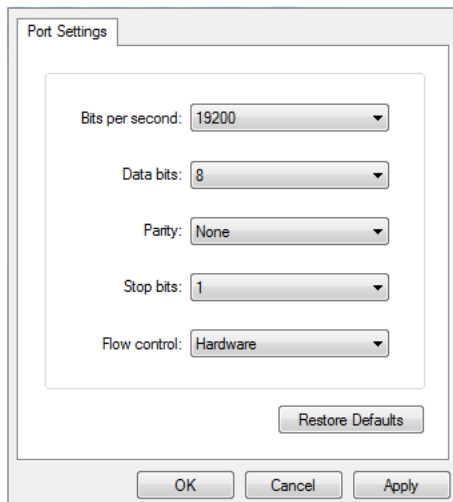 Port Settings
Bits per second: 19200
Data bits: 8
Parity: None
Stop bits: 1
Flow control: Hardware
Restore Defaults
OK Cancel Apply